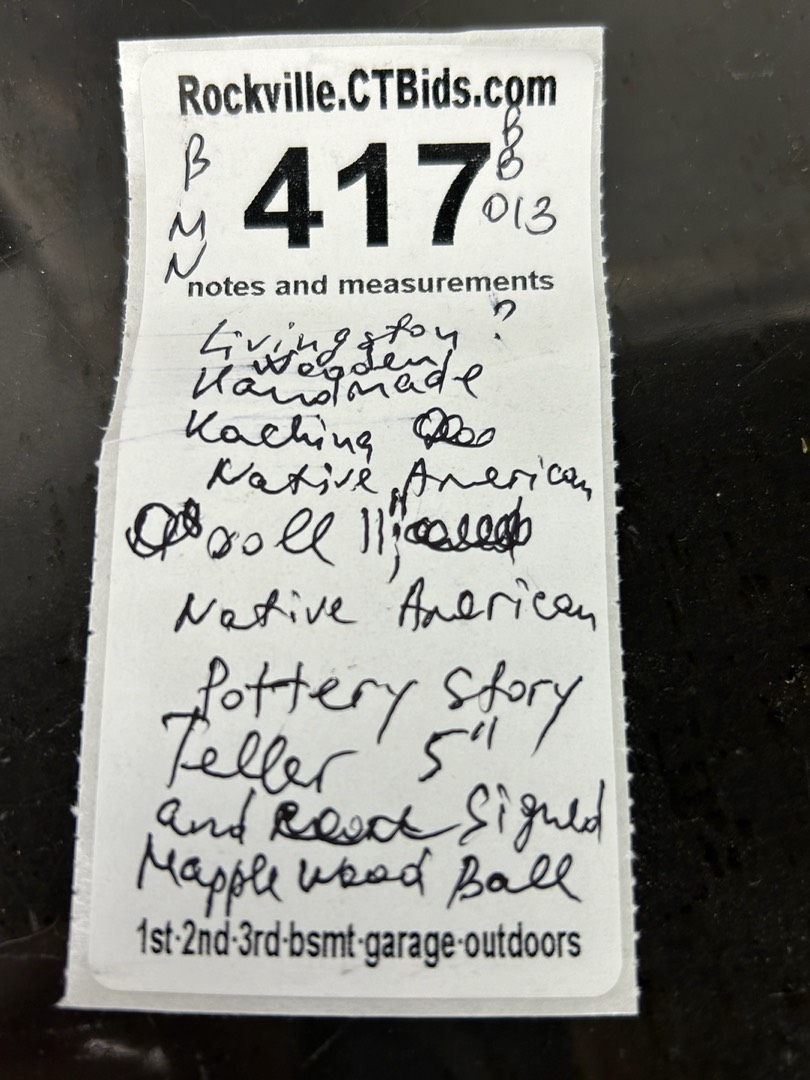 Rockville.CTBids.com
B 417 B
B
M 013
N
notes and measurements
Livingston ?
Wooden
Handmade
Kachina
Native American
Doll 11";
Native American
Pottery Story
Teller 5"
and Signed
Mapple wood Ball
1st·2nd·3rd·bsmt·garage·outdoors